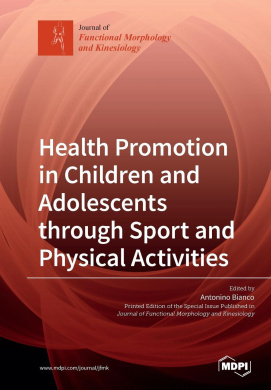 Journal of
Functional Morphology
and Kinesiology
Health Promotion
in Children and
Adolescents
through Sport and
Physical Activities
Edited by
Antonino Bianco
Printed Edition of the Special Issue Published in
Journal of Functional Morphology and Kinesiology
www.mdpi.com/journal/jfmk
MDPI